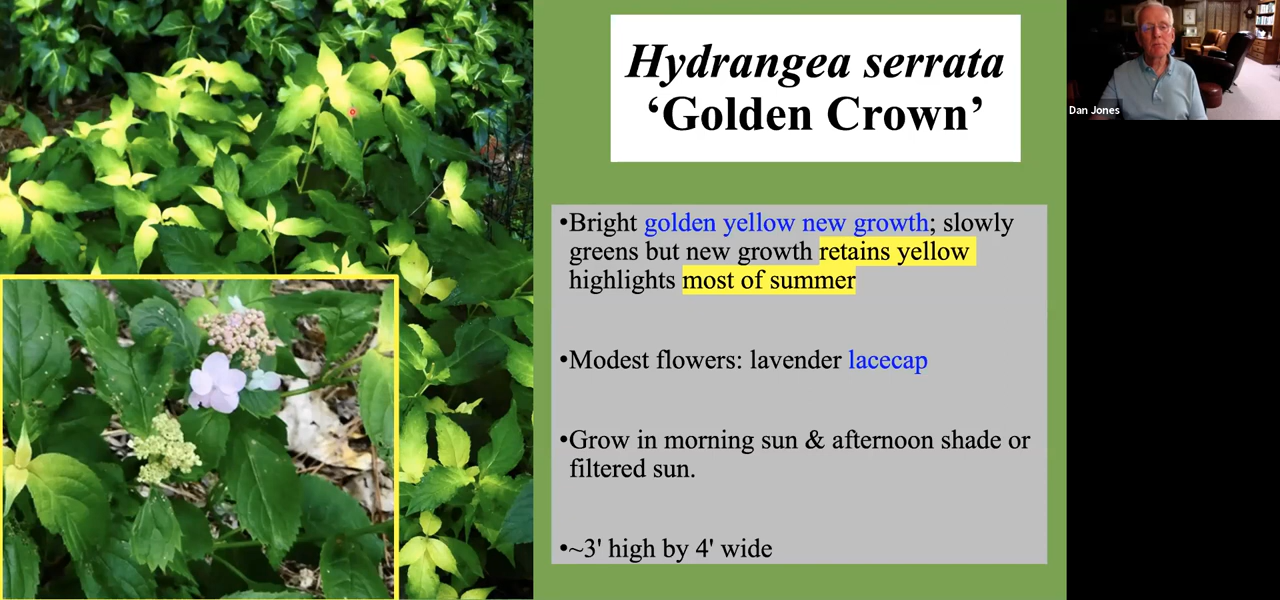 Hydrangea serrata
‘Golden Crown’
•Bright golden yellow new growth; slowly
greens but new growth retains yellow
highlights most of summer
•Modest flowers: lavender lacecap
•Grow in morning sun & afternoon shade or
filtered sun.
•~3' high by 4' wide
Dan Jones